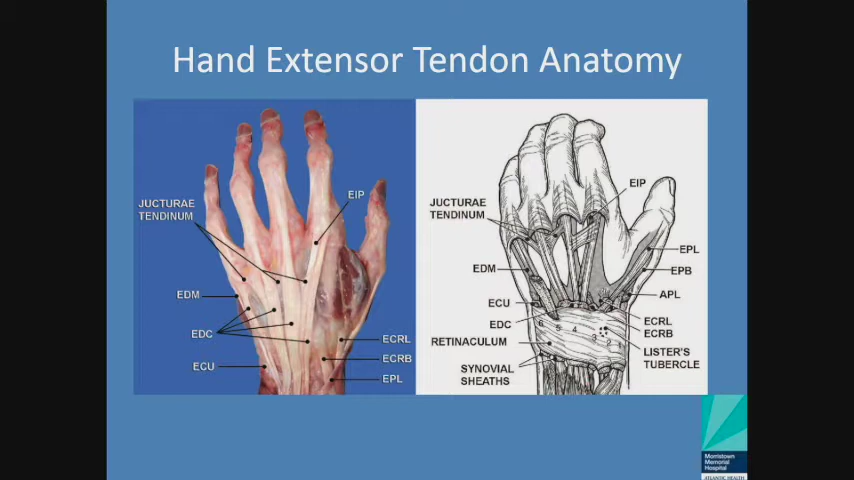 Hand Extensor Tendon Anatomy
JUCTURAE
TENDINUM
EIP
EDM
EDC
ECU
ECRL
ECRB
EPL
EIP
JUCTURAE
TENDINUM
EPL
EDM
EPB
APL
ECU
ECRL
EDC
ECRB
6 5 4 3 2 1
RETINACULUM
LISTER'S
TUBERCLE
SYNOVIAL
SHEATHS
Morristown
Memorial
Hospital
ATLANTIC HEALTH